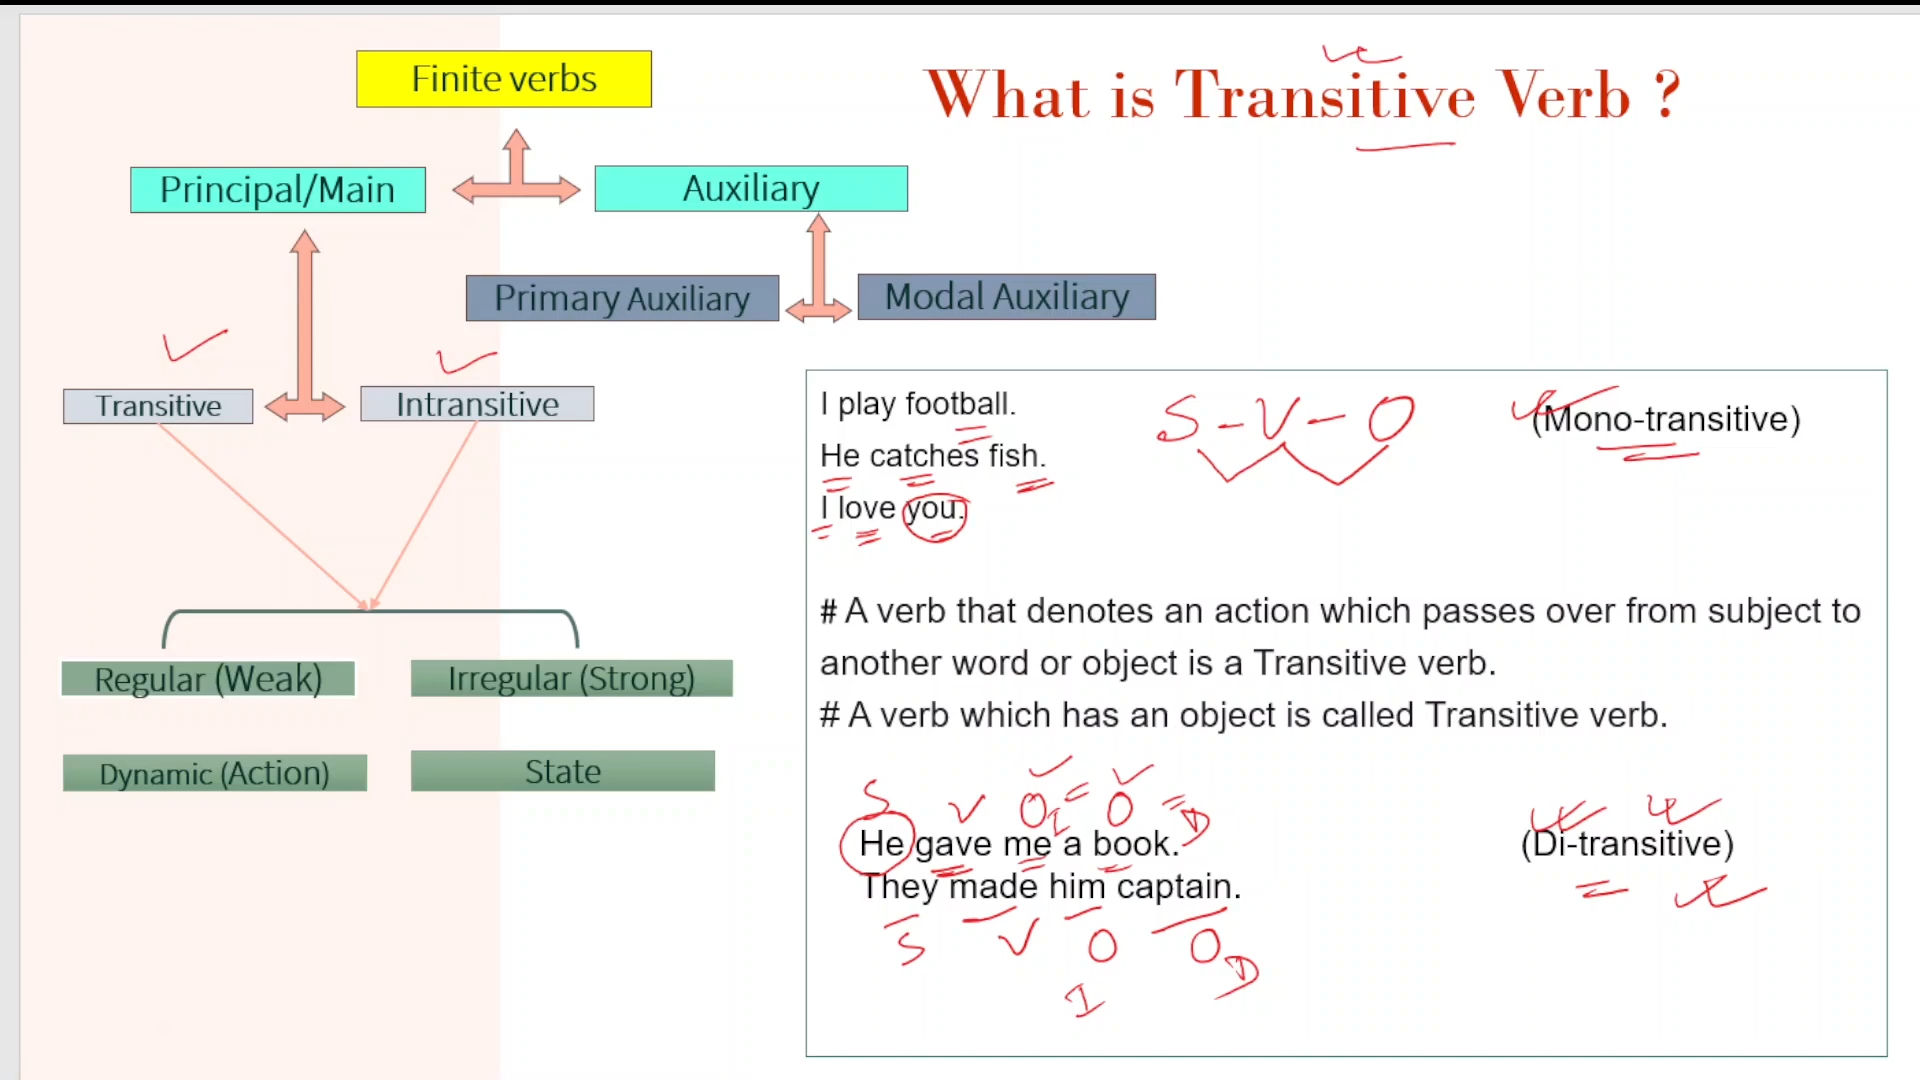 Finite verbs
What is Transitive Verb ?
Principal/Main
Auxiliary
Primary Auxiliary
Modal Auxiliary
Transitive
Intransitive
Regular (Weak)
Irregular (Strong)
Dynamic (Action)
State
I play football.
S - V - O
(Mono-transitive)
He catches fish.
I love you.
# A verb that denotes an action which passes over from subject to
another word or object is a Transitive verb.
# A verb which has an object is called Transitive verb.
S V O I O D
He gave me a book.
(Di-transitive)
They made him captain.
S V O O D
I